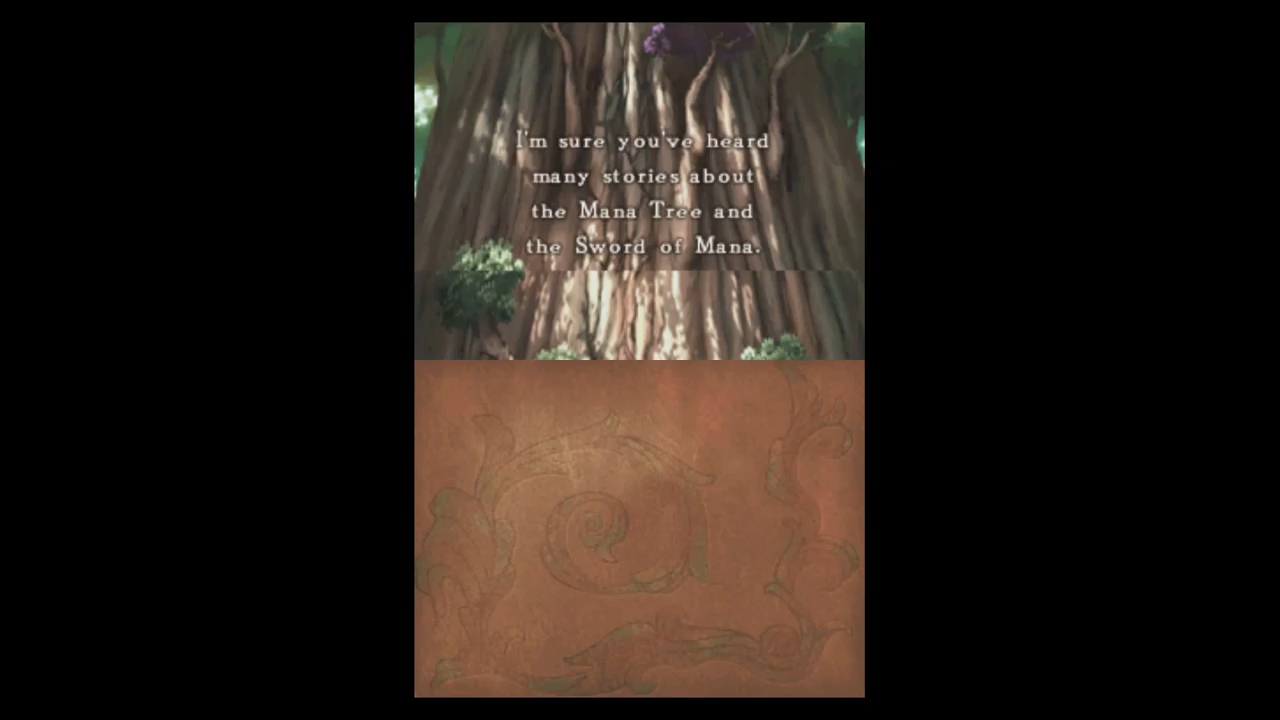 I'm sure you've heard
many stories about
the Mana Tree and
the Sword of Mana.